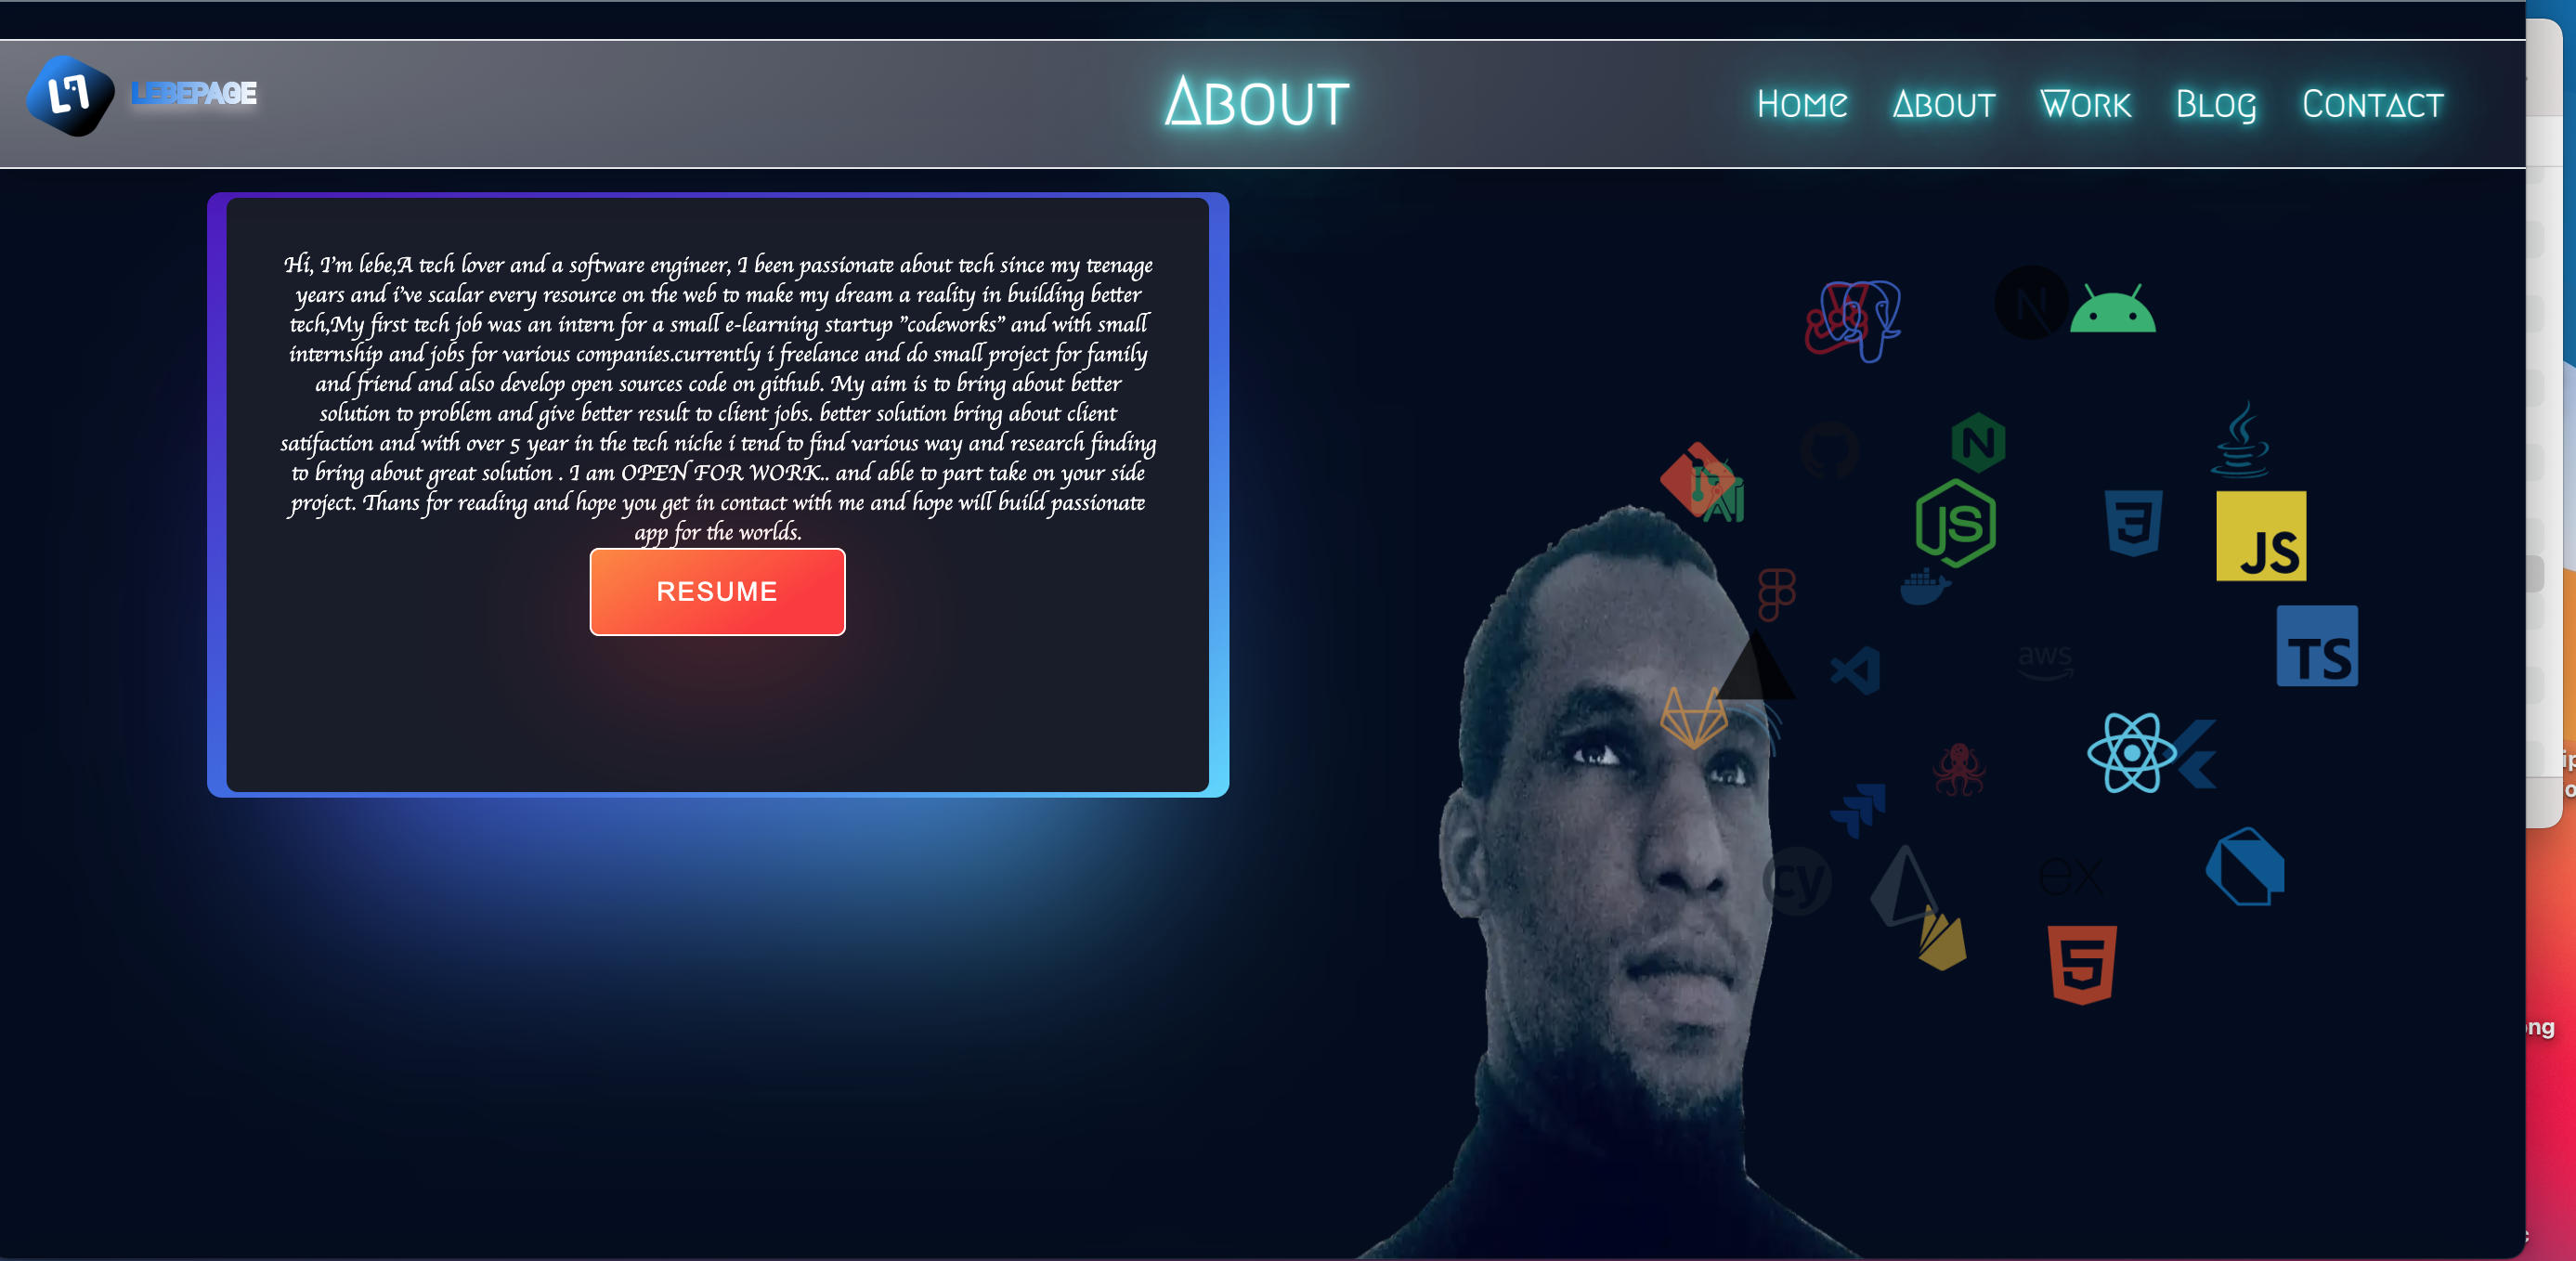 LEBEPAGE
About
Home About Work Blog Contact
Hi, I'm lebe,A tech lover and a software engineer, I been passionate about tech since my teenage
years and i've scalar every resource on the web to make my dream a reality in building better
tech,My first tech job was an intern for a small e-learning startup "codeworks" and with small
internship and jobs for various companies.currently i freelance and do small project for family
and friend and also develop open sources code on github. My aim is to bring about better
solution to problem and give better result to client jobs. better solution bring about client
satifaction and with over 5 year in the tech niche i tend to find various way and research finding
to bring about great solution . I am OPEN FOR WORK.. and able to part take on your side
project. Thans for reading and hope you get in contact with me and hope will build passionate
app for the worlds.
RESUME
N
N
JS
3
JS
aws
TS
cy
ex
5